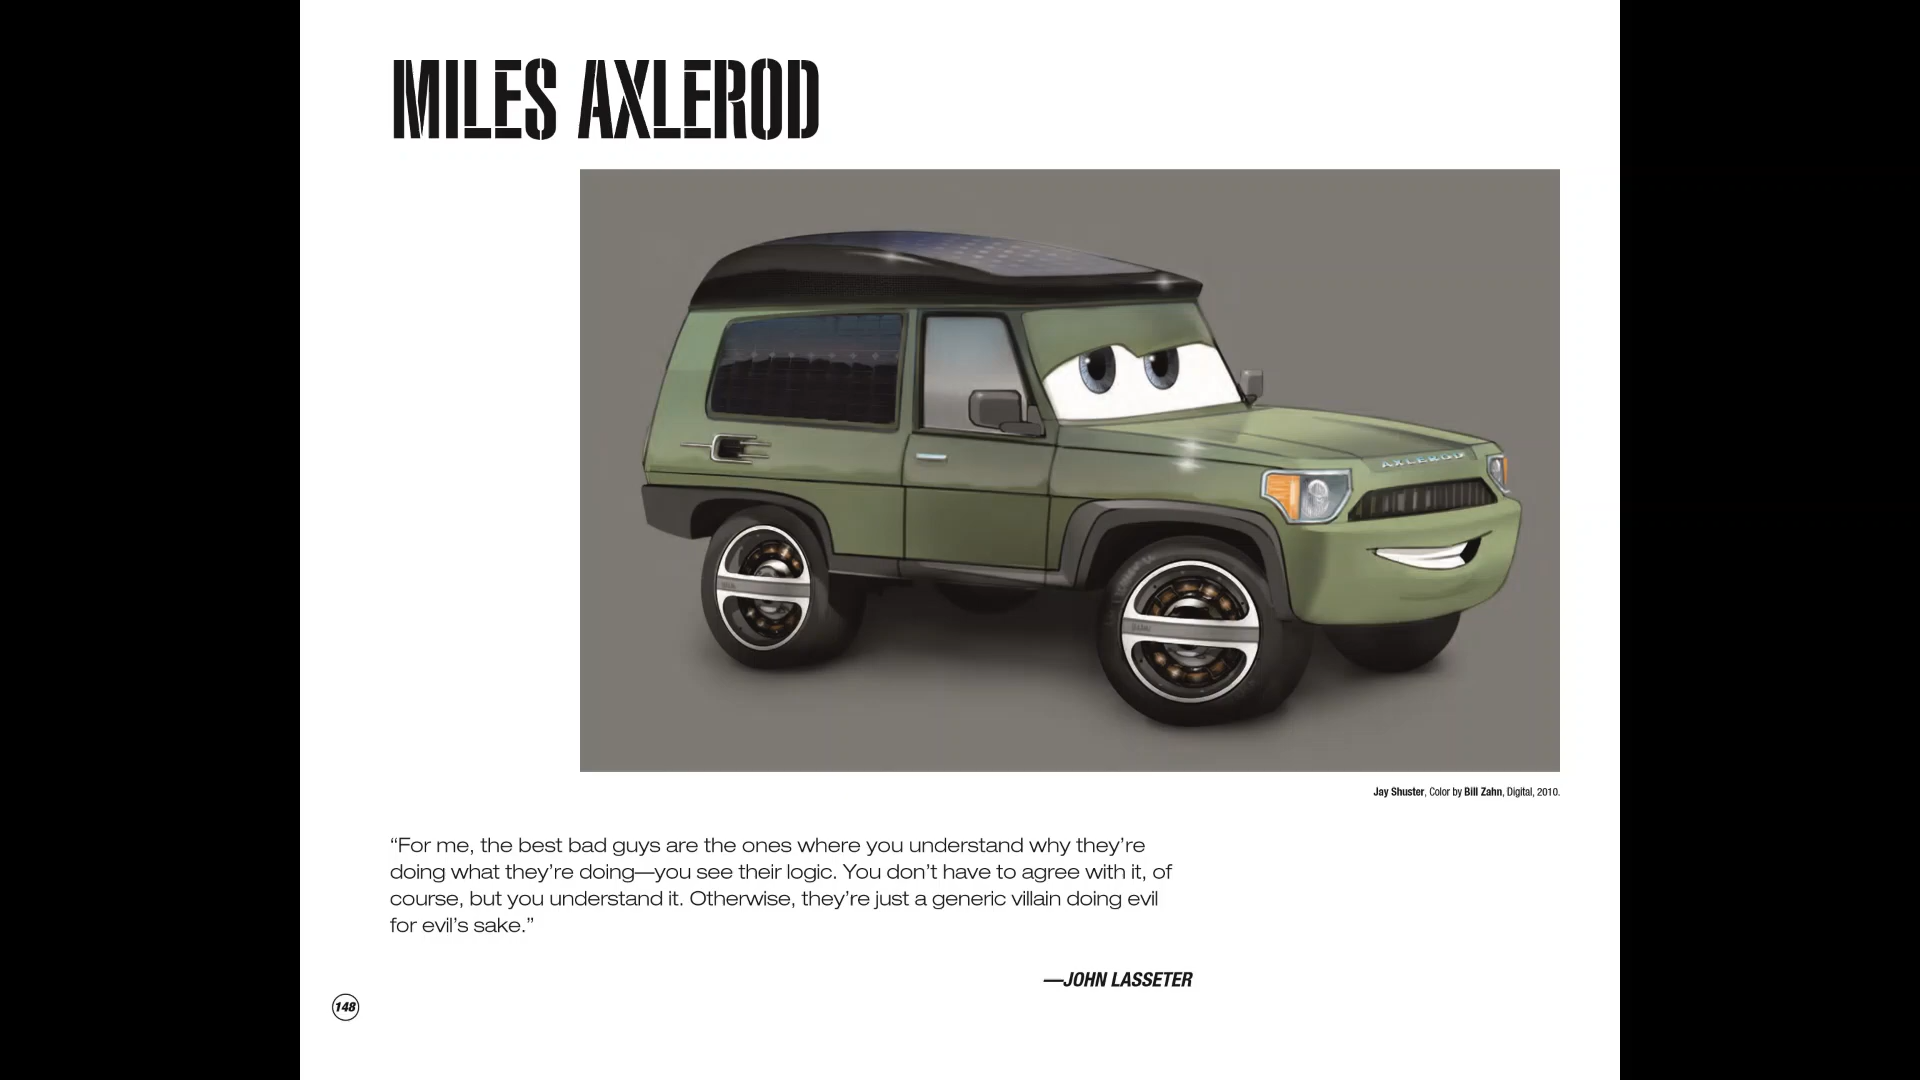 MILES AXLEROD
AXLEROD
Jay Shuster, Color by Bill Zahn, Digital, 2010.
“For me, the best bad guys are the ones where you understand why they’re
doing what they’re doing—you see their logic. You don’t have to agree with it, of
course, but you understand it. Otherwise, they’re just a generic villain doing evil
for evil’s sake.”
—JOHN LASSETER
148